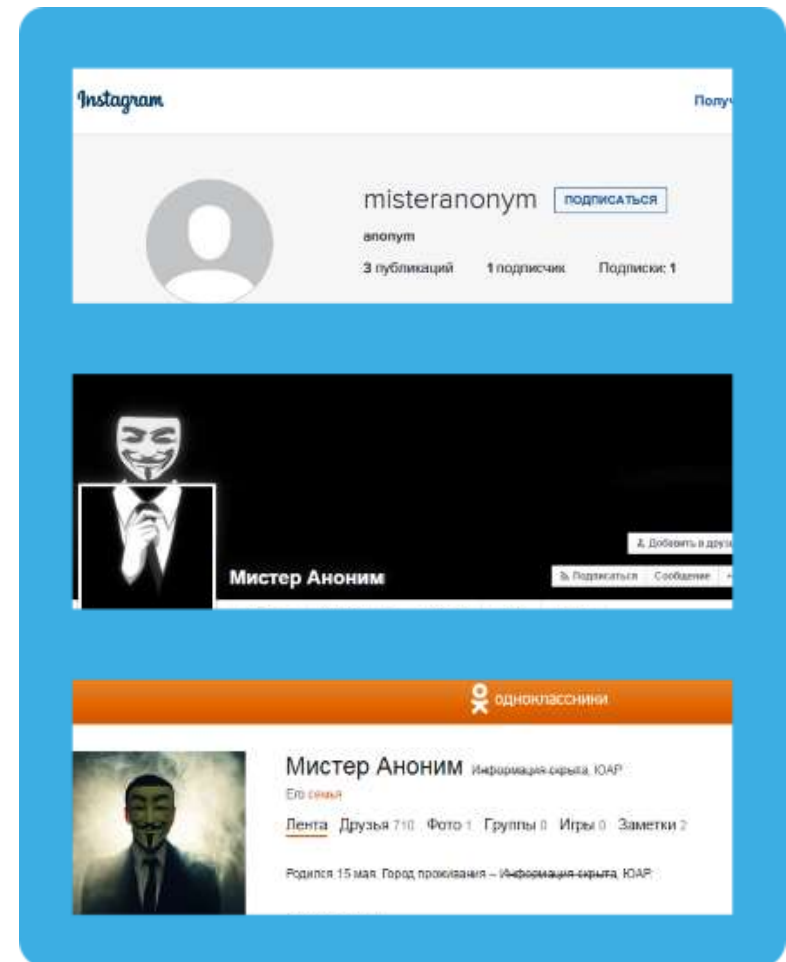 Instagram
Получ
misteranonym ПОДПИСАТЬСЯ
anonym
3 публикаций 1 подписчик Подписки: 1
Добавить в друзь
Мистер Аноним Подписаться Сообщение
одноклассники
Мистер Аноним Информация скрыта, ЮАР
Его семья
Лента Друзья 710 Фото 1 Группы 0 Игры 0 Заметки 2
Родился 15 мая. Город проживания – Информация скрыта, ЮАР